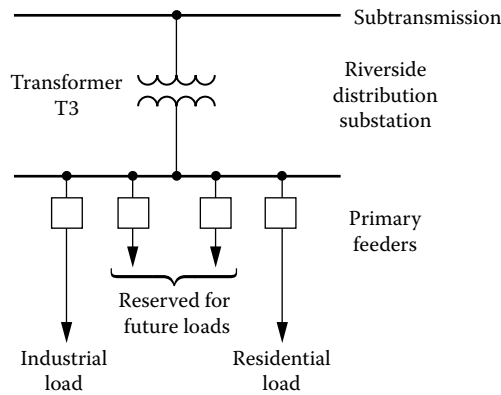 Subtransmission
Transformer
T3
Riverside
distribution
substation
Primary
feeders
Reserved for
future loads
Industrial
load
Residential
load